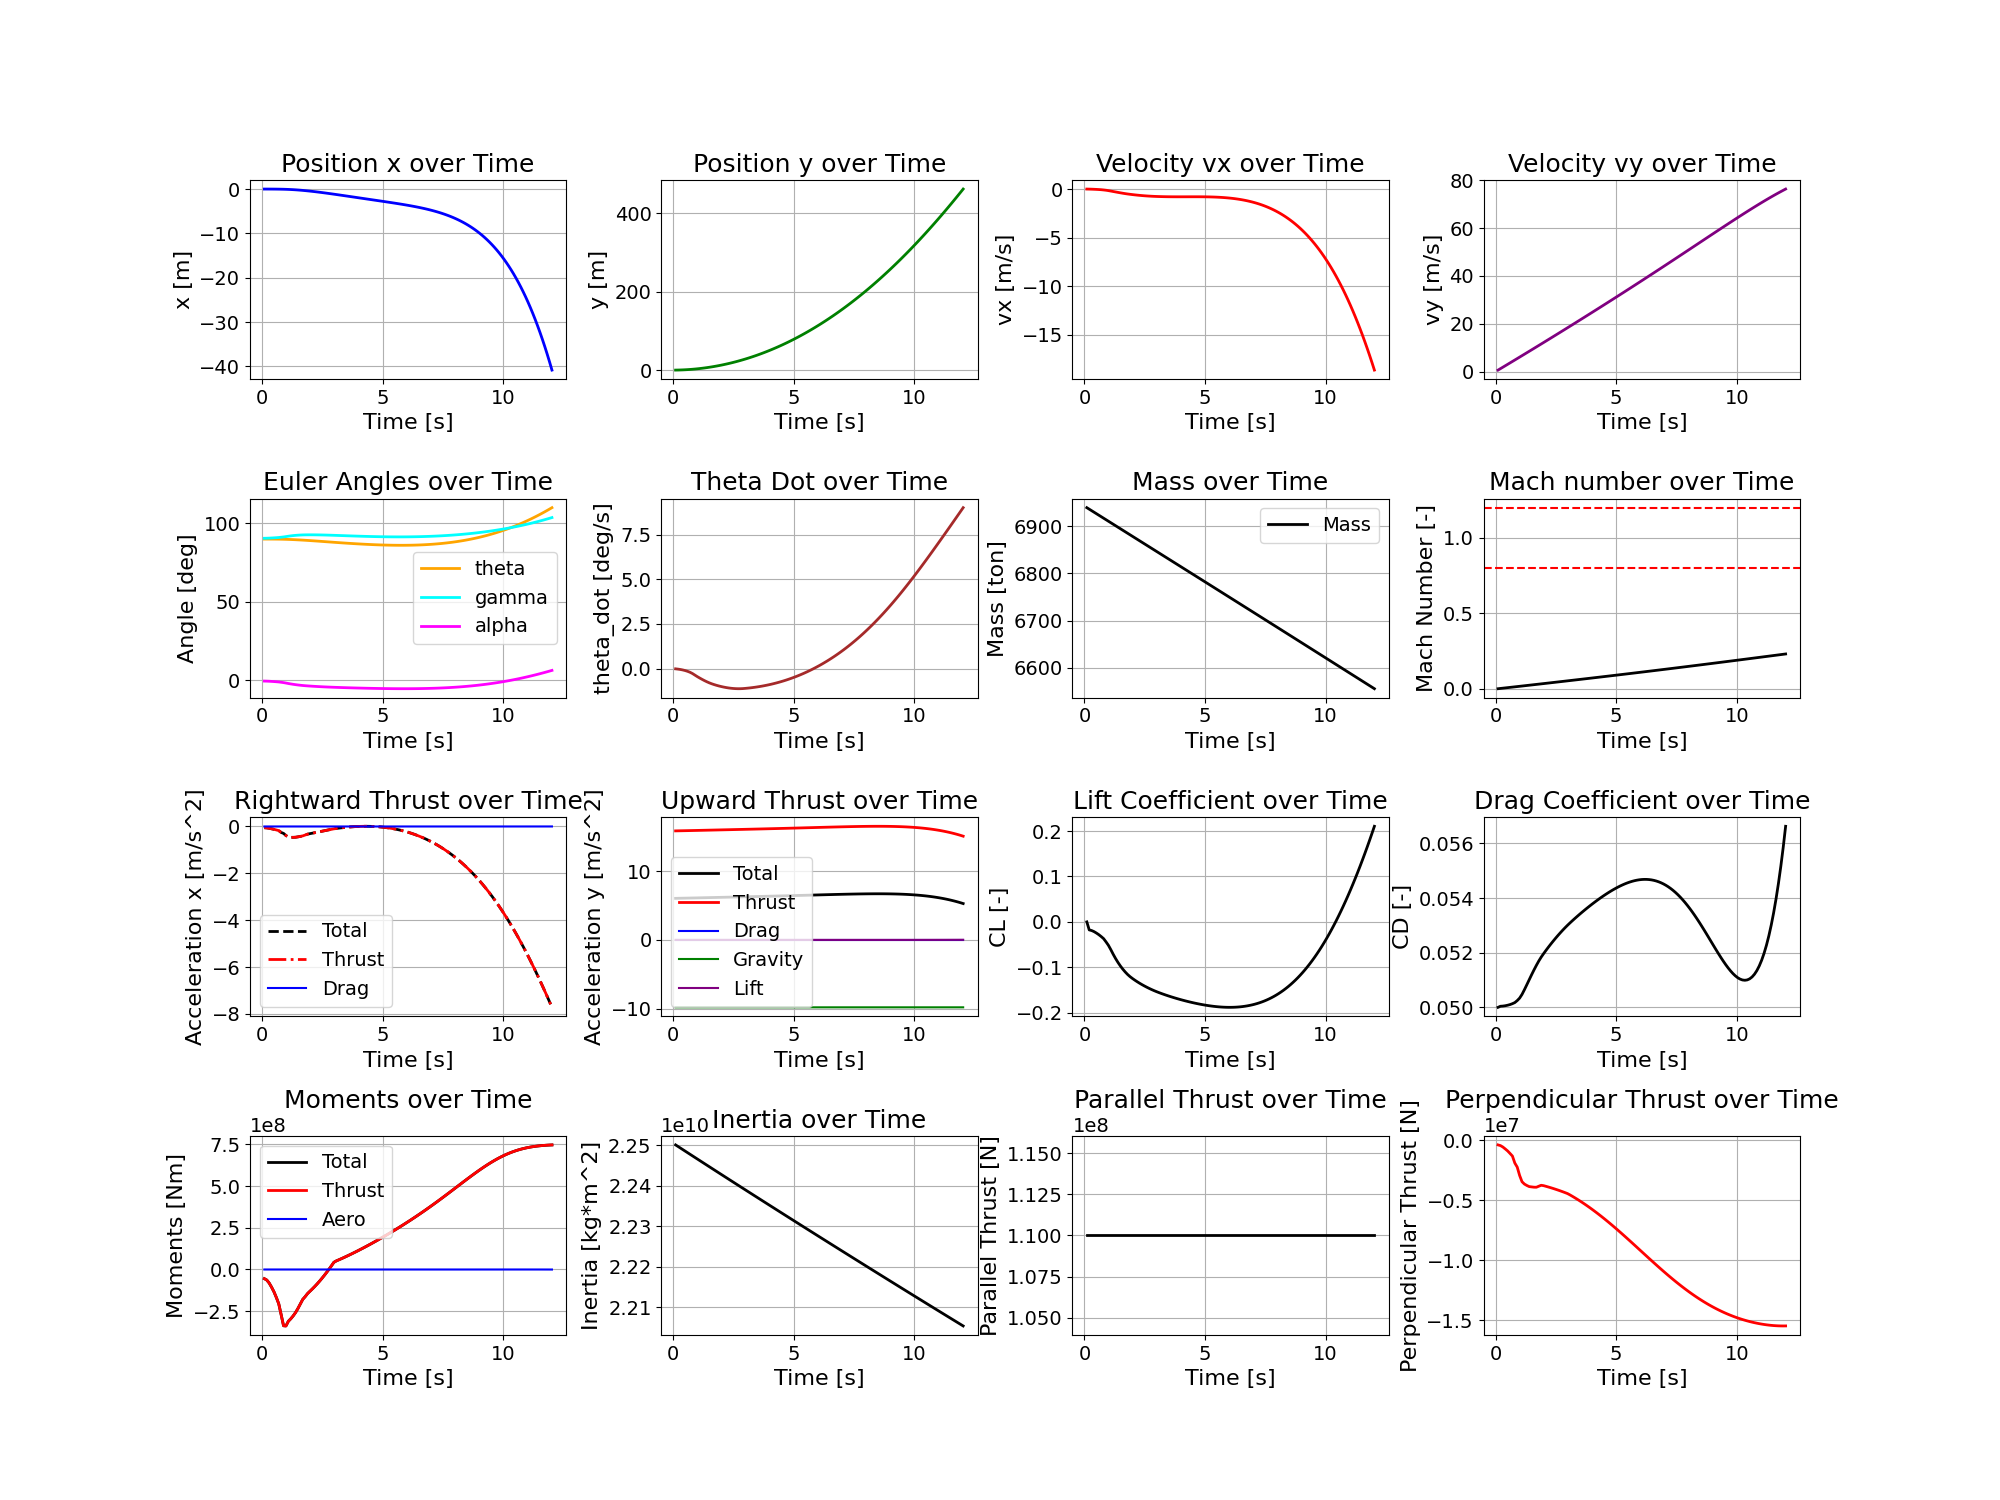 Position x over Time
x [m]
0
−10
−20
−30
−40
0 5 10
Time [s]
Position y over Time
y [m]
400
200
0
0 5 10
Time [s]
Velocity vx over Time
vx [m/s]
0
−5
−10
−15
0 5 10
Time [s]
Velocity vy over Time
vy [m/s]
80
60
40
20
0
0 5 10
Time [s]
Euler Angles over Time
Angle [deg]
100
50
0
theta
gamma
alpha
0 5 10
Time [s]
Theta Dot over Time
theta_dot [deg/s]
7.5
5.0
2.5
0.0
0 5 10
Time [s]
Mass over Time
Mass [ton]
6900
6800
6700
6600
Mass
0 5 10
Time [s]
Mach number over Time
Mach Number [-]
1.0
0.5
0.0
0 5 10
Time [s]
Rightward Thrust over Time
Acceleration x [m/s^2]
0
−2
−4
−6
−8
Total
Thrust
Drag
0 5 10
Time [s]
Upward Thrust over Time
Acceleration y [m/s^2]
10
0
−10
Total
Thrust
Drag
Gravity
Lift
0 5 10
Time [s]
Lift Coefficient over Time
CL [-]
0.2
0.1
0.0
−0.1
−0.2
0 5 10
Time [s]
Drag Coefficient over Time
CD [-]
0.056
0.054
0.052
0.050
0 5 10
Time [s]
Moments over Time
1e8
Moments [Nm]
7.5
5.0
2.5
0.0
−2.5
Total
Thrust
Aero
0 5 10
Time [s]
Inertia over Time
1e10
Inertia [kg*m^2]
2.25
2.24
2.23
2.22
2.21
0 5 10
Time [s]
Parallel Thrust over Time
1e8
Parallel Thrust [N]
1.150
1.125
1.100
1.075
1.050
0 5 10
Time [s]
Perpendicular Thrust over Time
1e7
Perpendicular Thrust [N]
0.0
−0.5
−1.0
−1.5
0 5 10
Time [s]